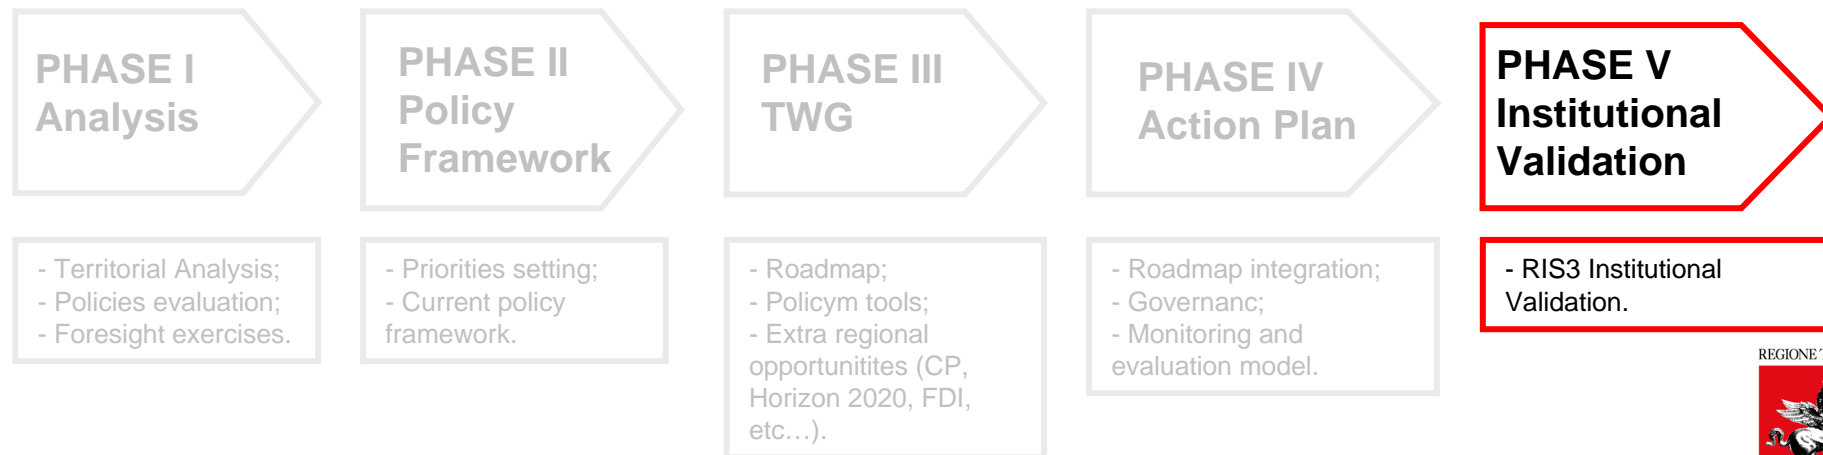 PHASE I
Analysis
- Territorial Analysis;
- Policies evaluation;
- Foresight exercises.
PHASE II
Policy
Framework
- Priorities setting;
- Current policy
framework.
PHASE III
TWG
- Roadmap;
- Policym tools;
- Extra regional
opportunitites (CP,
Horizon 2020, FDI,
etc…).
PHASE IV
Action Plan
- Roadmap integration;
- Governanc;
- Monitoring and
evaluation model.
PHASE V
Institutional
Validation
- RIS3 Institutional
Validation.
REGIONE